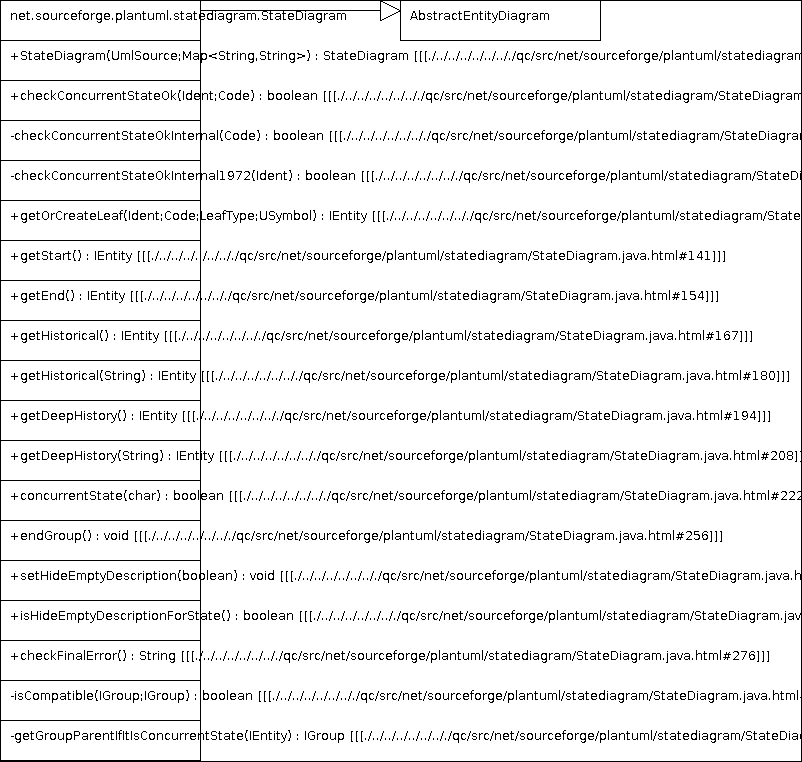 net.sourceforge.plantuml.statediagram.StateDiagram
AbstractEntityDiagram
+StateDiagram(UmlSource;Map<String,String>) : StateDiagram [[[./../../../../../../qc/src/net/sourceforge/plantuml/statediagram
+checkConcurrentStateOk(Ident;Code) : boolean [[[./../../../../../../qc/src/net/sourceforge/plantuml/statediagram/StateDiagram
-checkConcurrentStateOkInternal(Code) : boolean [[[./../../../../../../qc/src/net/sourceforge/plantuml/statediagram/StateDiagra
-checkConcurrentStateOkInternal1972(Ident) : boolean [[[./../../../../../../qc/src/net/sourceforge/plantuml/statediagram/StateDi
+getOrCreateLeaf(Ident;Code;LeafType;USymbol) : IEntity [[[./../../../../../../qc/src/net/sourceforge/plantuml/statediagram/State
+getStart() : IEntity [[[./../../../../../../qc/src/net/sourceforge/plantuml/statediagram/StateDiagram.java.html#141]]]
+getEnd() : IEntity [[[./../../../../../../qc/src/net/sourceforge/plantuml/statediagram/StateDiagram.java.html#154]]]
+getHistorical() : IEntity [[[./../../../../../../qc/src/net/sourceforge/plantuml/statediagram/StateDiagram.java.html#167]]]
+getHistorical(String) : IEntity [[[./../../../../../../qc/src/net/sourceforge/plantuml/statediagram/StateDiagram.java.html#180]]]
+getDeepHistory() : IEntity [[[./../../../../../../qc/src/net/sourceforge/plantuml/statediagram/StateDiagram.java.html#194]]]
+getDeepHistory(String) : IEntity [[[./../../../../../../qc/src/net/sourceforge/plantuml/statediagram/StateDiagram.java.html#208]]]
+concurrentState(char) : boolean [[[./../../../../../../qc/src/net/sourceforge/plantuml/statediagram/StateDiagram.java.html#222
+endGroup() : void [[[./../../../../../../qc/src/net/sourceforge/plantuml/statediagram/StateDiagram.java.html#256]]]
+setHideEmptyDescription(boolean) : void [[[./../../../../../../qc/src/net/sourceforge/plantuml/statediagram/StateDiagram.java.h
+isHideEmptyDescriptionForState() : boolean [[[./../../../../../../qc/src/net/sourceforge/plantuml/statediagram/StateDiagram.jav
+checkFinalError() : String [[[./../../../../../../qc/src/net/sourceforge/plantuml/statediagram/StateDiagram.java.html#276]]]
-isCompatible(IGroup;IGroup) : boolean [[[./../../../../../../qc/src/net/sourceforge/plantuml/statediagram/StateDiagram.java.html
-getGroupParentIfItIsConcurrentState(IEntity) : IGroup [[[./../../../../../../qc/src/net/sourceforge/plantuml/statediagram/StateDia